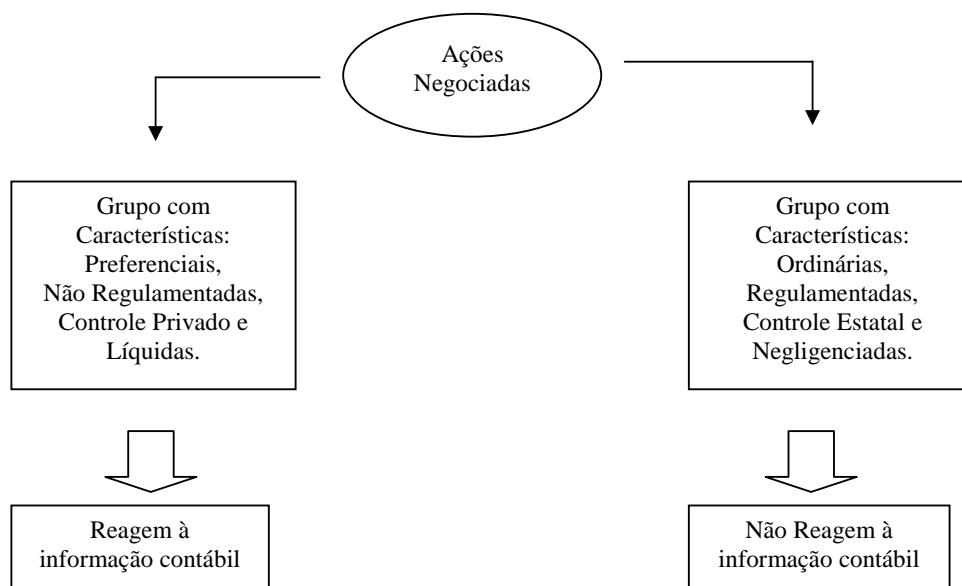 Ações
Negociadas
Grupo com
Características:
Preferenciais,
Não Regulamentadas,
Controle Privado e
Líquidas.
Grupo com
Características:
Ordinárias,
Regulamentadas,
Controle Estatal e
Negligenciadas.
Reagem à
informação contábil
Não Reagem à
informação contábil